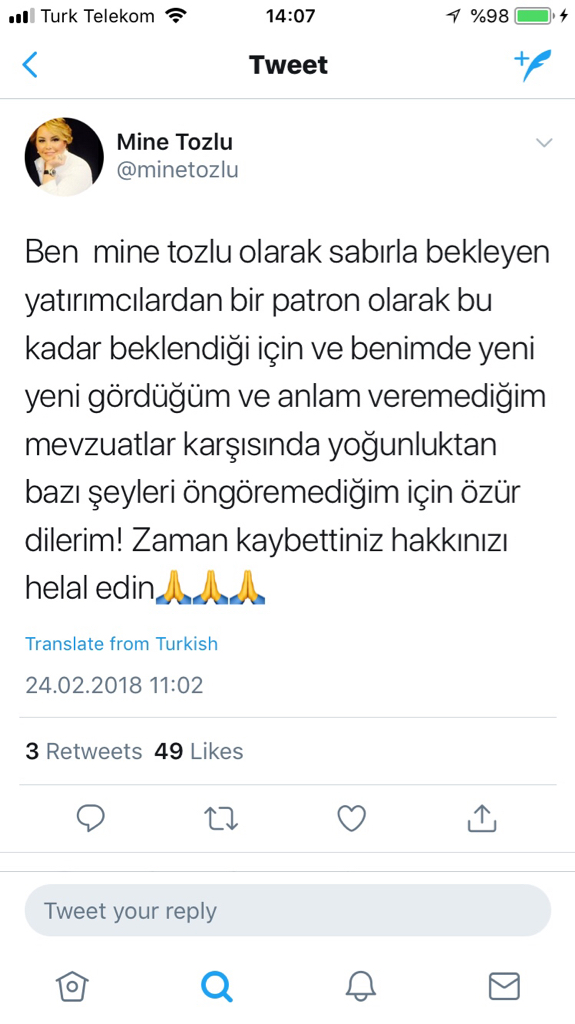 Turk Telekom 14:07 %98
Tweet
Mine Tozlu
@minetozlu
Ben mine tozlu olarak sabırla bekleyen
yatırımcılardan bir patron olarak bu
kadar beklendiği için ve benimde yeni
yeni gördüğüm ve anlam veremediğim
mevzuatlar karşısında yoğunluktan
bazı şeyleri öngöremediğim için özür
dilerim! Zaman kaybettiniz hakkınızı
helal edin🙏🙏🙏
Translate from Turkish
24.02.2018 11:02
3 Retweets 49 Likes
Tweet your reply